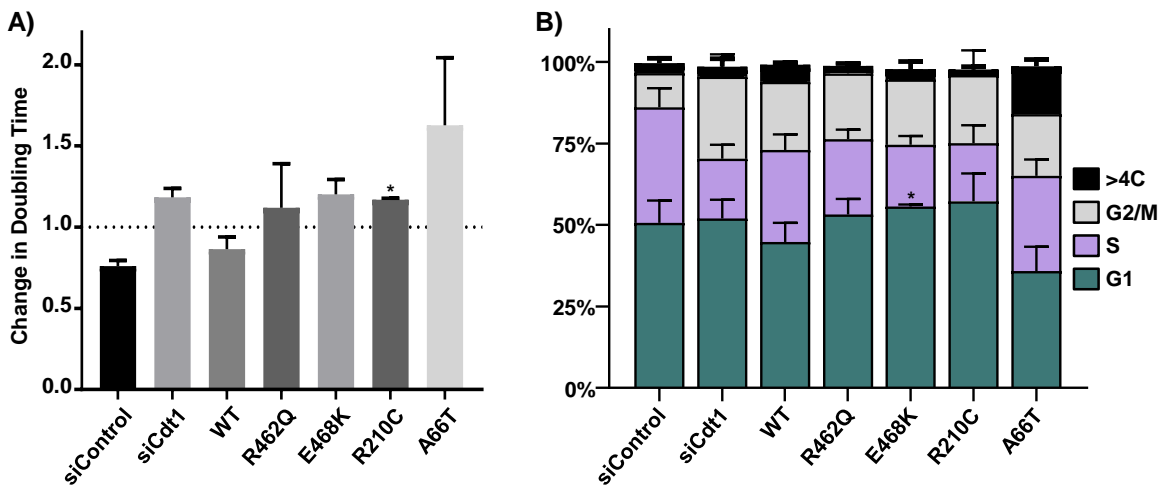 A)
Change in Doubling Time
2.0
1.5
1.0
0.5
0.0
*
siControl
siCdt1
WT
R462Q
E468K
R210C
A66T
B)
100%
75%
50%
25%
0%
*
siControl
siCdt1
WT
R462Q
E468K
R210C
A66T
>4C
G2/M
S
G1